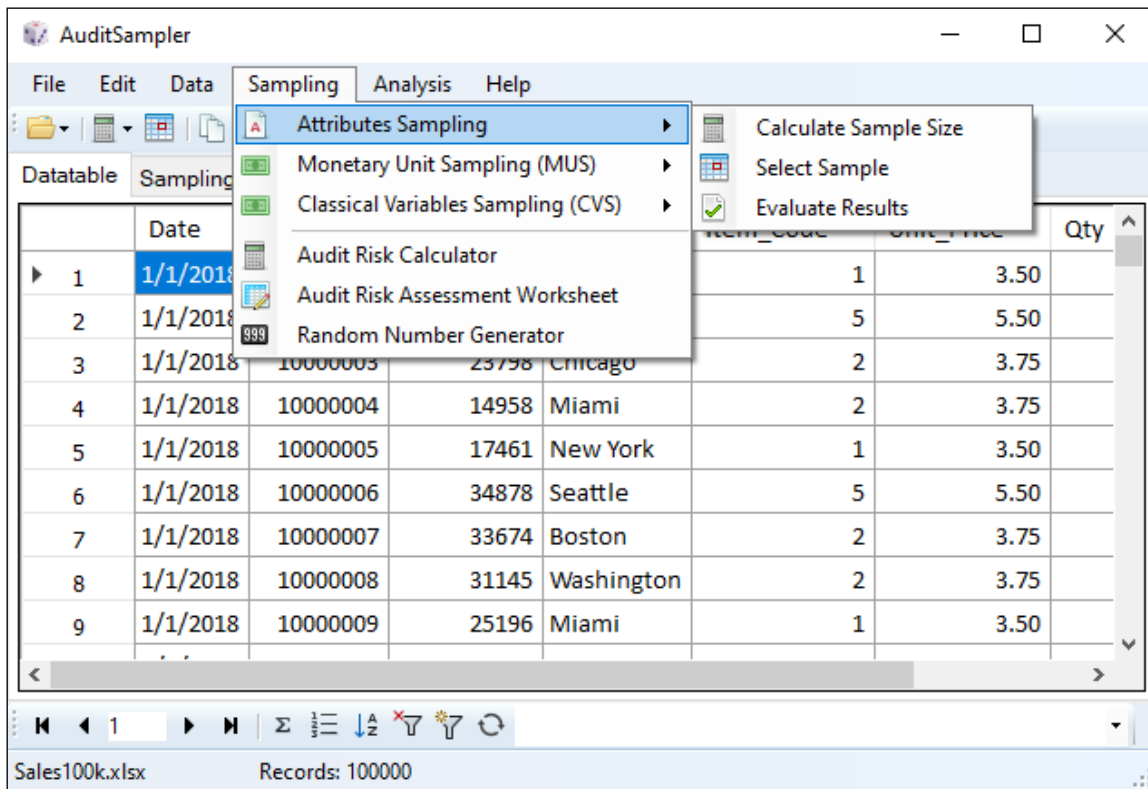 AuditSampler
File Edit Data Sampling Analysis Help
Attributes Sampling
Calculate Sample Size
Monetary Unit Sampling (MUS)
Select Sample
Classical Variables Sampling (CVS)
Evaluate Results
Audit Risk Calculator
Audit Risk Assessment Worksheet
999 Random Number Generator
Datatable Sampling
Date Item_Code Unit_Price Qty
1 1/1/2018 1 3.50
2 1/1/2018 5 5.50
3 1/1/2018 10000003 23798 Chicago 2 3.75
4 1/1/2018 10000004 14958 Miami 2 3.75
5 1/1/2018 10000005 17461 New York 1 3.50
6 1/1/2018 10000006 34878 Seattle 5 5.50
7 1/1/2018 10000007 33674 Boston 2 3.75
8 1/1/2018 10000008 31145 Washington 2 3.75
9 1/1/2018 10000009 25196 Miami 1 3.50
1
Sales100k.xlsx Records: 100000